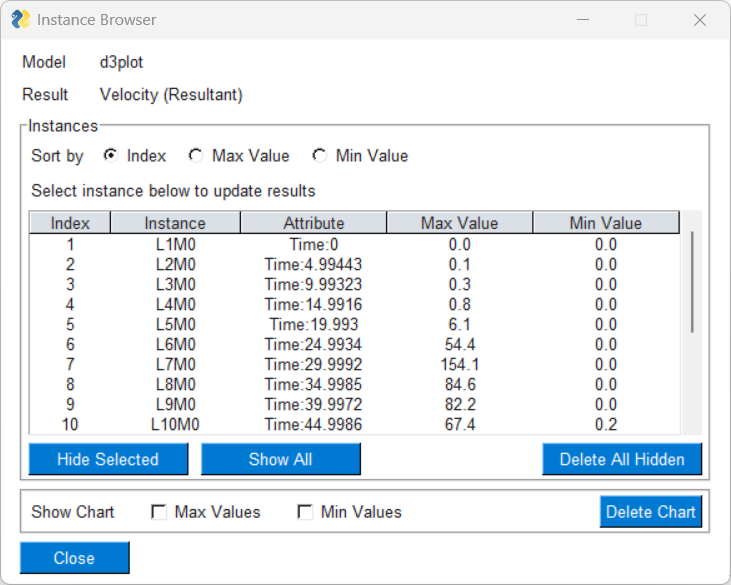 Instance Browser
Model d3plot
Result Velocity (Resultant)
Instances
Sort by Index Max Value Min Value
Select instance below to update results
Index Instance Attribute Max Value Min Value
1 L1M0 Time:0 0.0 0.0
2 L2M0 Time:4.99443 0.1 0.0
3 L3M0 Time:9.99323 0.3 0.0
4 L4M0 Time:14.9916 0.8 0.0
5 L5M0 Time:19.993 6.1 0.0
6 L6M0 Time:24.9934 54.4 0.0
7 L7M0 Time:29.9992 154.1 0.0
8 L8M0 Time:34.9985 84.6 0.0
9 L9M0 Time:39.9972 82.2 0.0
10 L10M0 Time:44.9986 67.4 0.2
Hide Selected Show All Delete All Hidden
Show Chart Max Values Min Values Delete Chart
Close